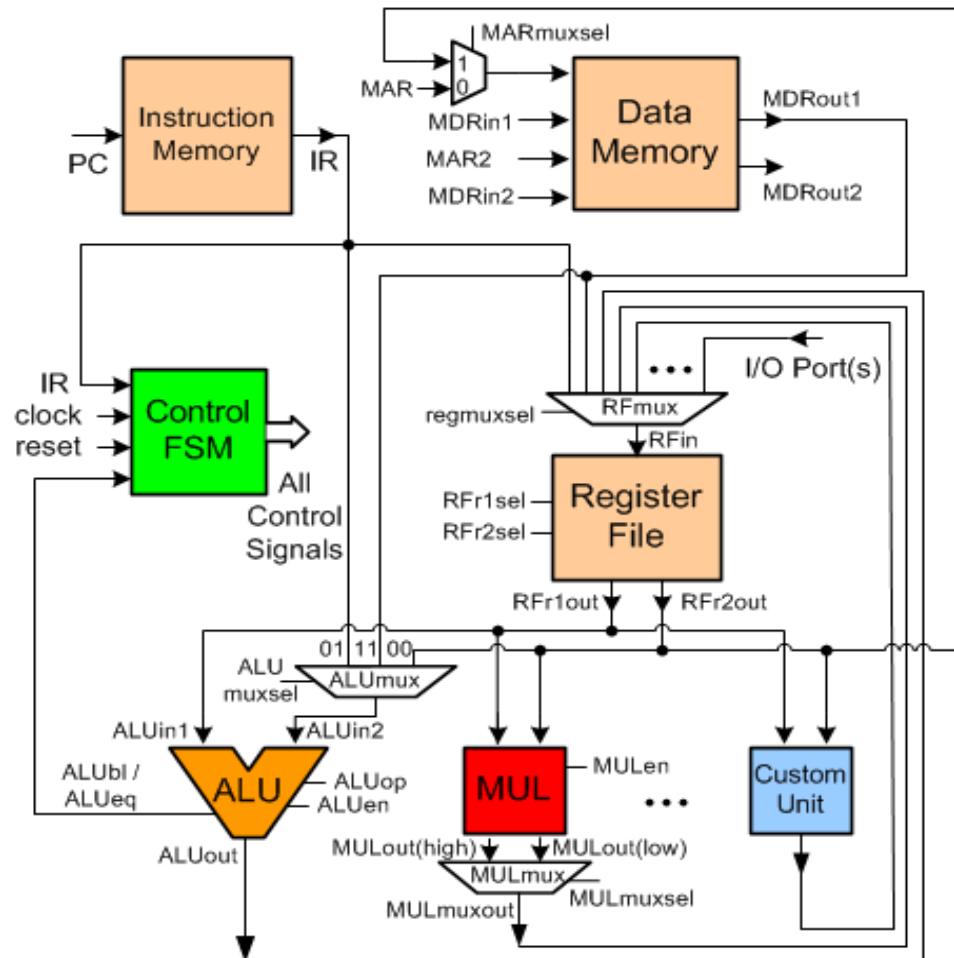 MARmuxsel
1
MAR
0
Instruction
Memory
PC
IR
MDRin1
MAR2
MDRin2
Data
Memory
MDRout1
MDRout2
IR
clock
reset
Control
FSM
All
Control
Signals
I/O Port(s)
regmuxsel
RFmux
RFin
RFr1sel
RFr2sel
Register
File
RFr1out
RFr2out
01 11 00
ALU
muxsel
ALUmux
ALUin1
ALUin2
ALUbl /
ALUeq
ALU
ALUop
ALUen
ALUout
MUL
MULen
Custom
Unit
MULout(high)
MULout(low)
MULmux
MULmuxout
MULmuxsel